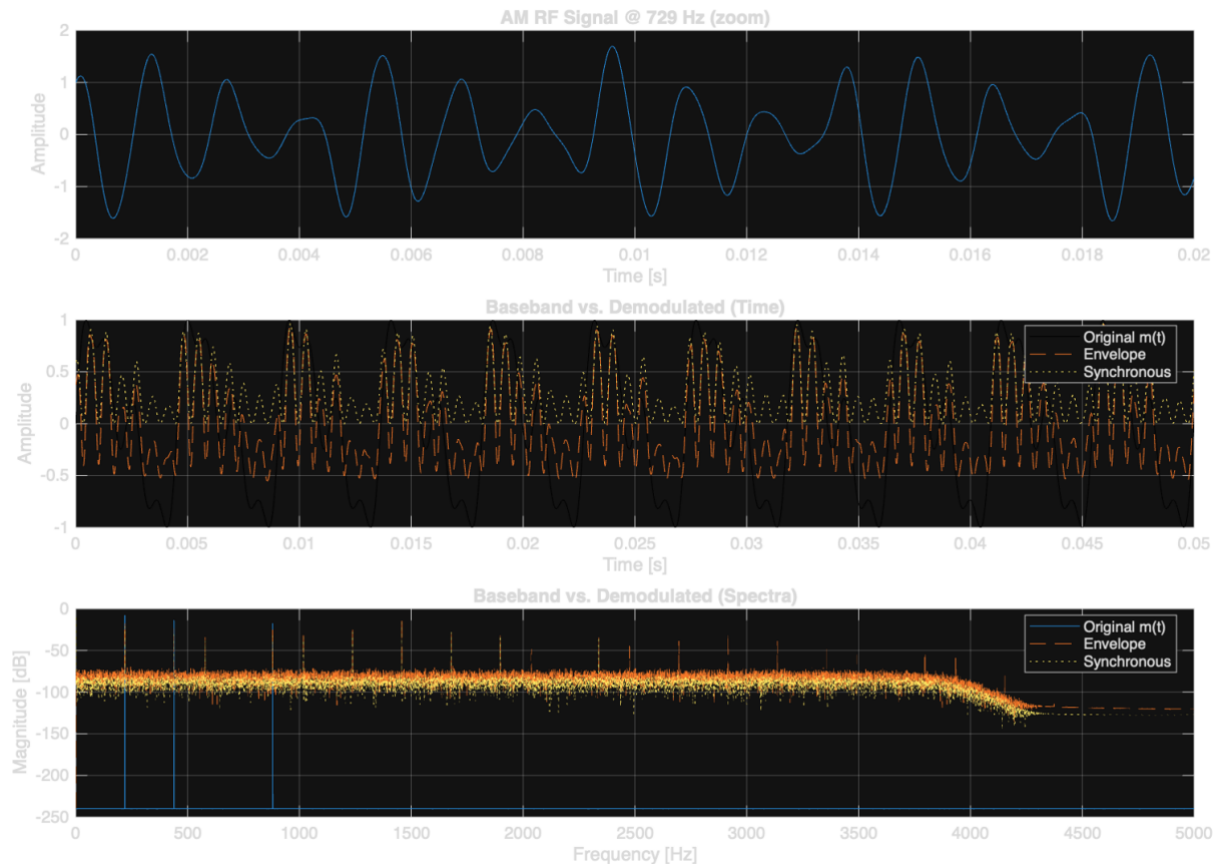 AM RF Signal @ 729 Hz (zoom)
2
1
0
-1
-2
Amplitude
0 0.002 0.004 0.006 0.008 0.01 0.012 0.014 0.016 0.018 0.02
Time [s]
Baseband vs. Demodulated (Time)
1
0.5
0
-0.5
-1
Amplitude
Original m(t)
Envelope
Synchronous
0 0.005 0.01 0.015 0.02 0.025 0.03 0.035 0.04 0.045 0.05
Time [s]
Baseband vs. Demodulated (Spectra)
0
-50
-100
-150
-200
-250
Magnitude [dB]
Original m(t)
Envelope
Synchronous
0 500 1000 1500 2000 2500 3000 3500 4000 4500 5000
Frequency [Hz]